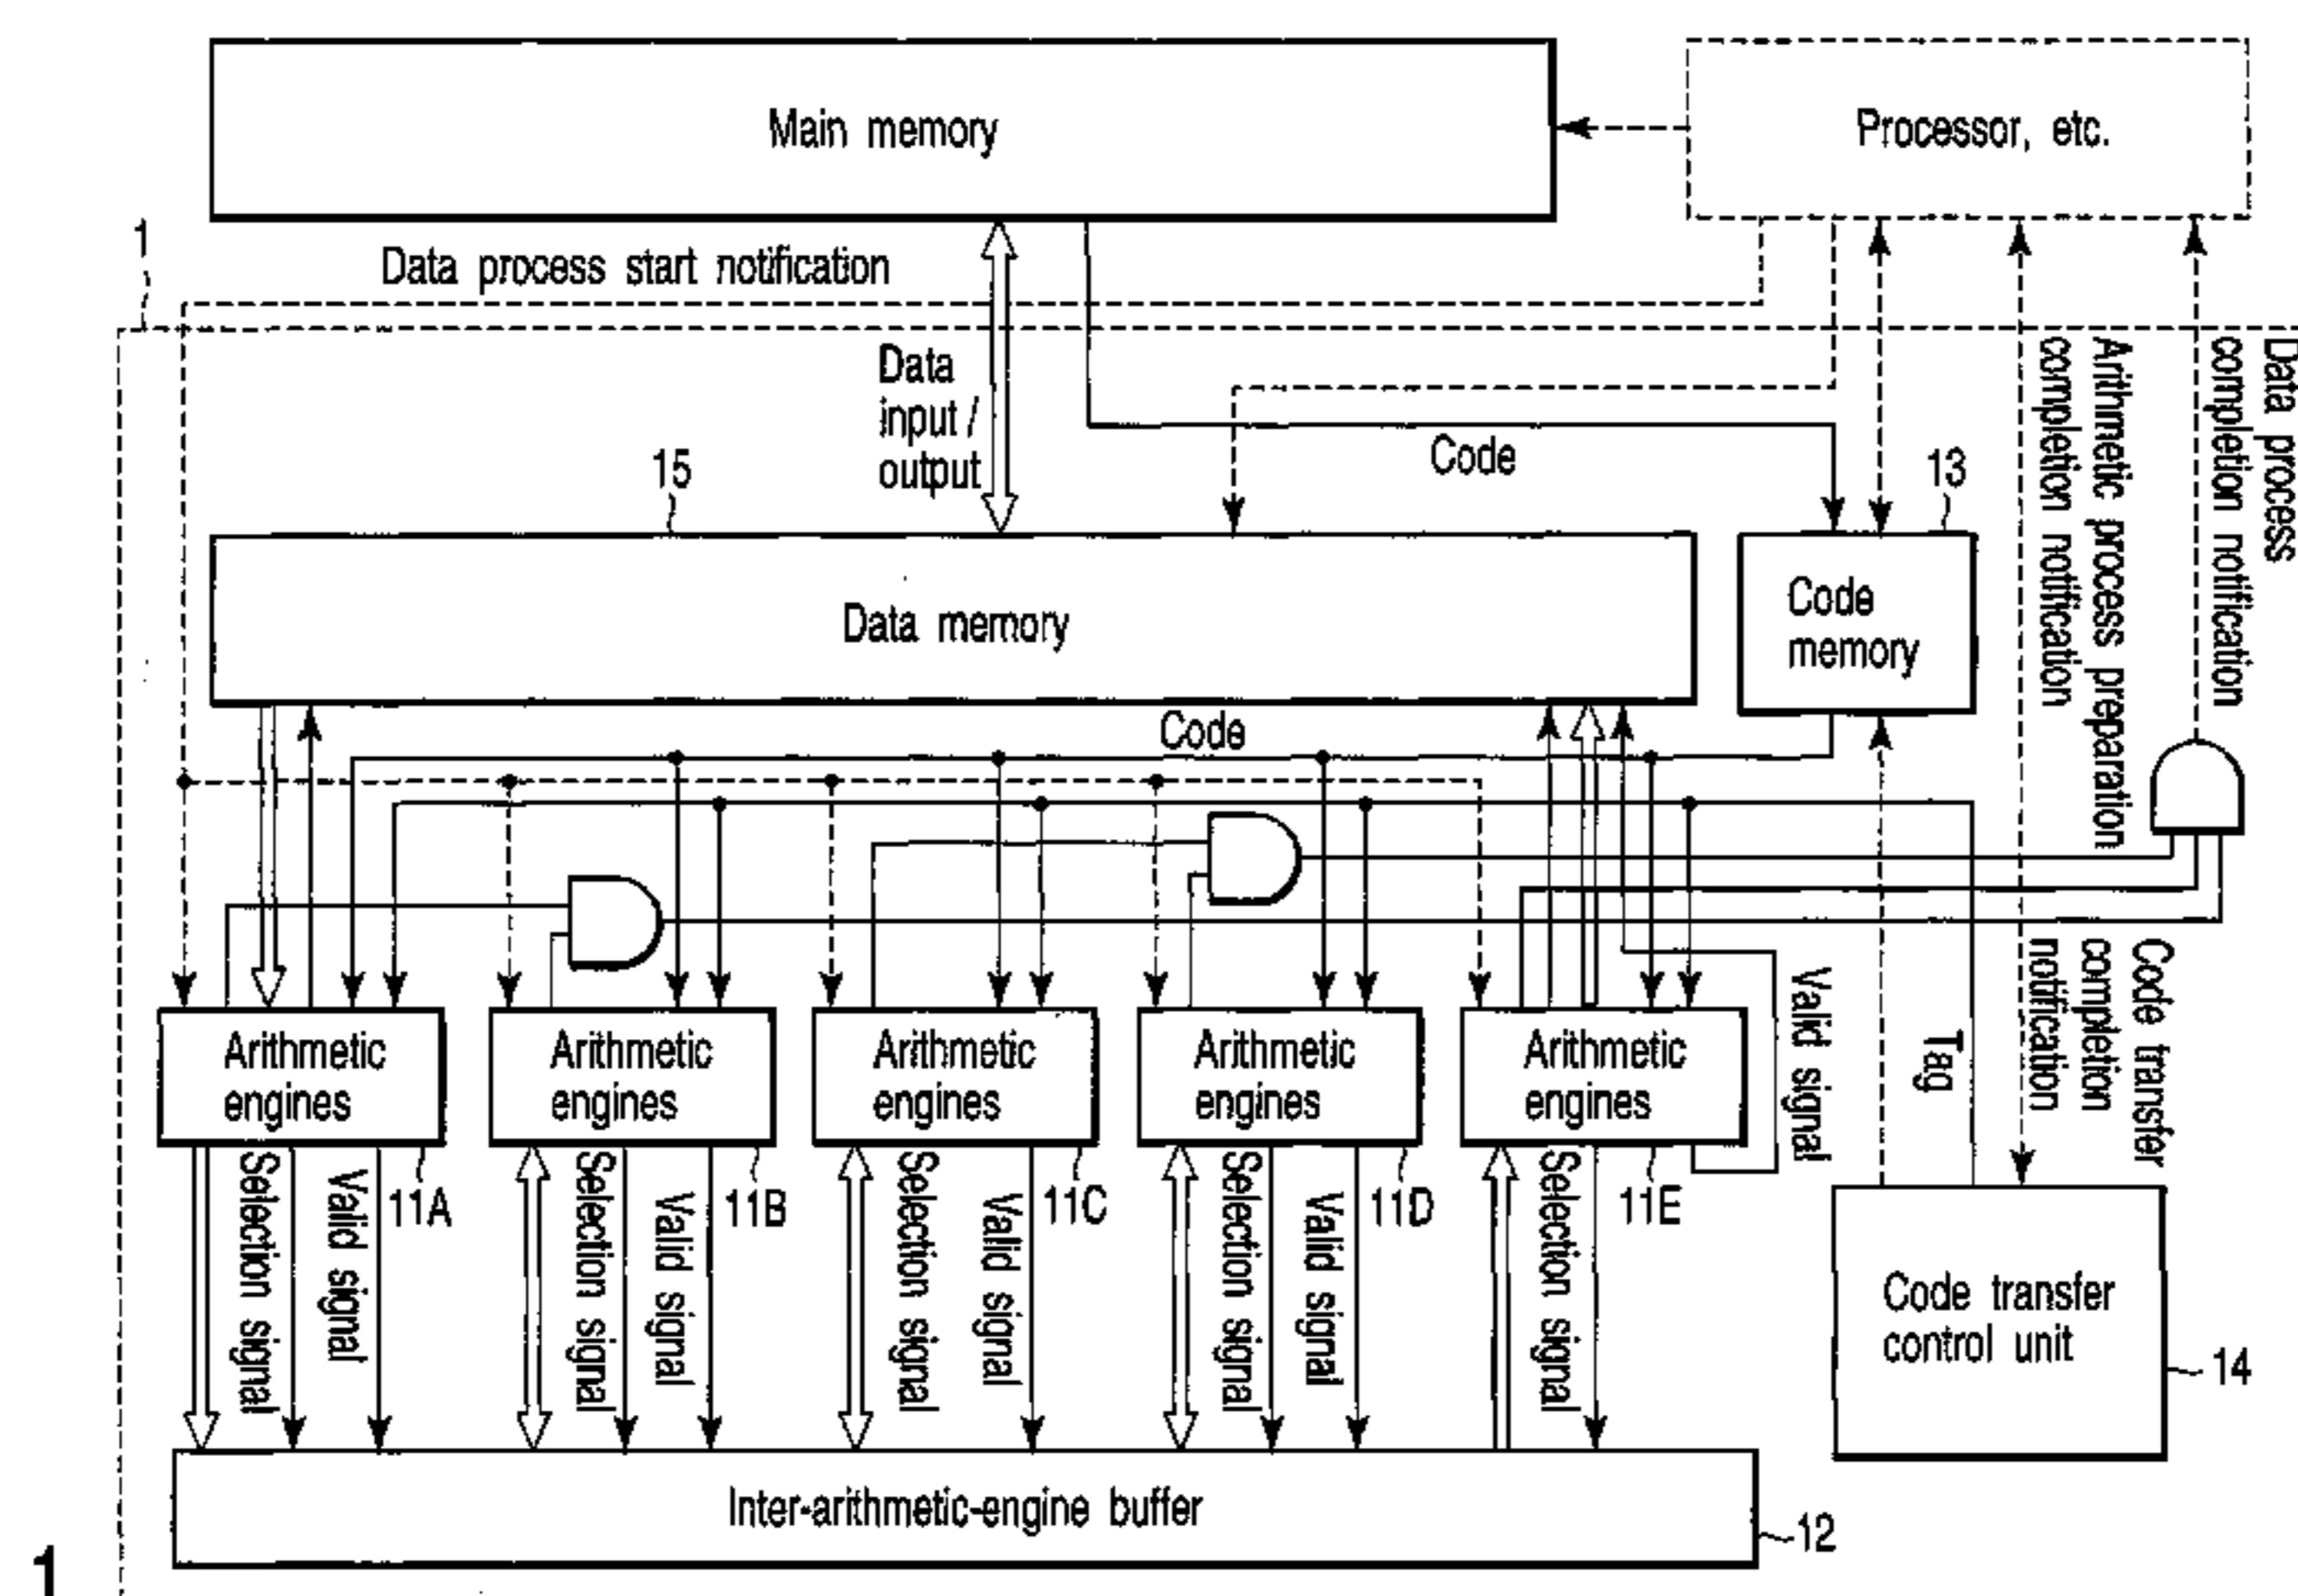 Main memory
Processor, etc.
1
Data process start notification
Data
input /
output
Code
15
13
Data memory
Code
memory
Arithmetic process preparation
completion notification
Data process
completion notification
Code
Arithmetic
engines
Arithmetic
engines
Arithmetic
engines
Arithmetic
engines
Arithmetic
engines
Valid signal
Tag
Code transfer
completion
notification
Selection signal
Valid signal
11A
Selection signal
Valid signal
11B
Selection signal
Valid signal
11C
Selection signal
Valid signal
11D
Selection signal
11E
Code transfer
control unit
14
Inter-arithmetic-engine buffer
12
1